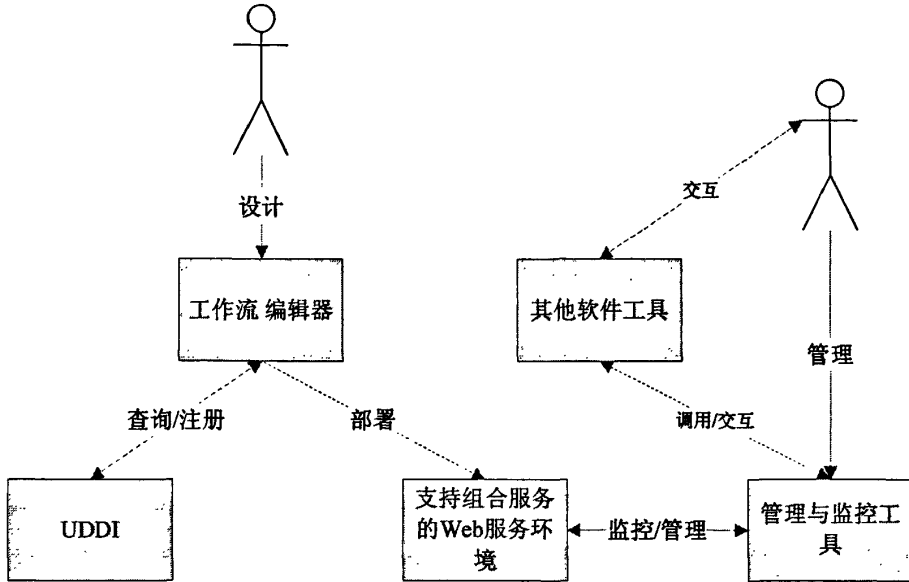 设计
交互
工作流 编辑器
其他软件工具
管理
查询/注册
部署
调用/交互
UDDI
支持组合服务
的Web服务环
境
监控/管理
管理与监控工
具